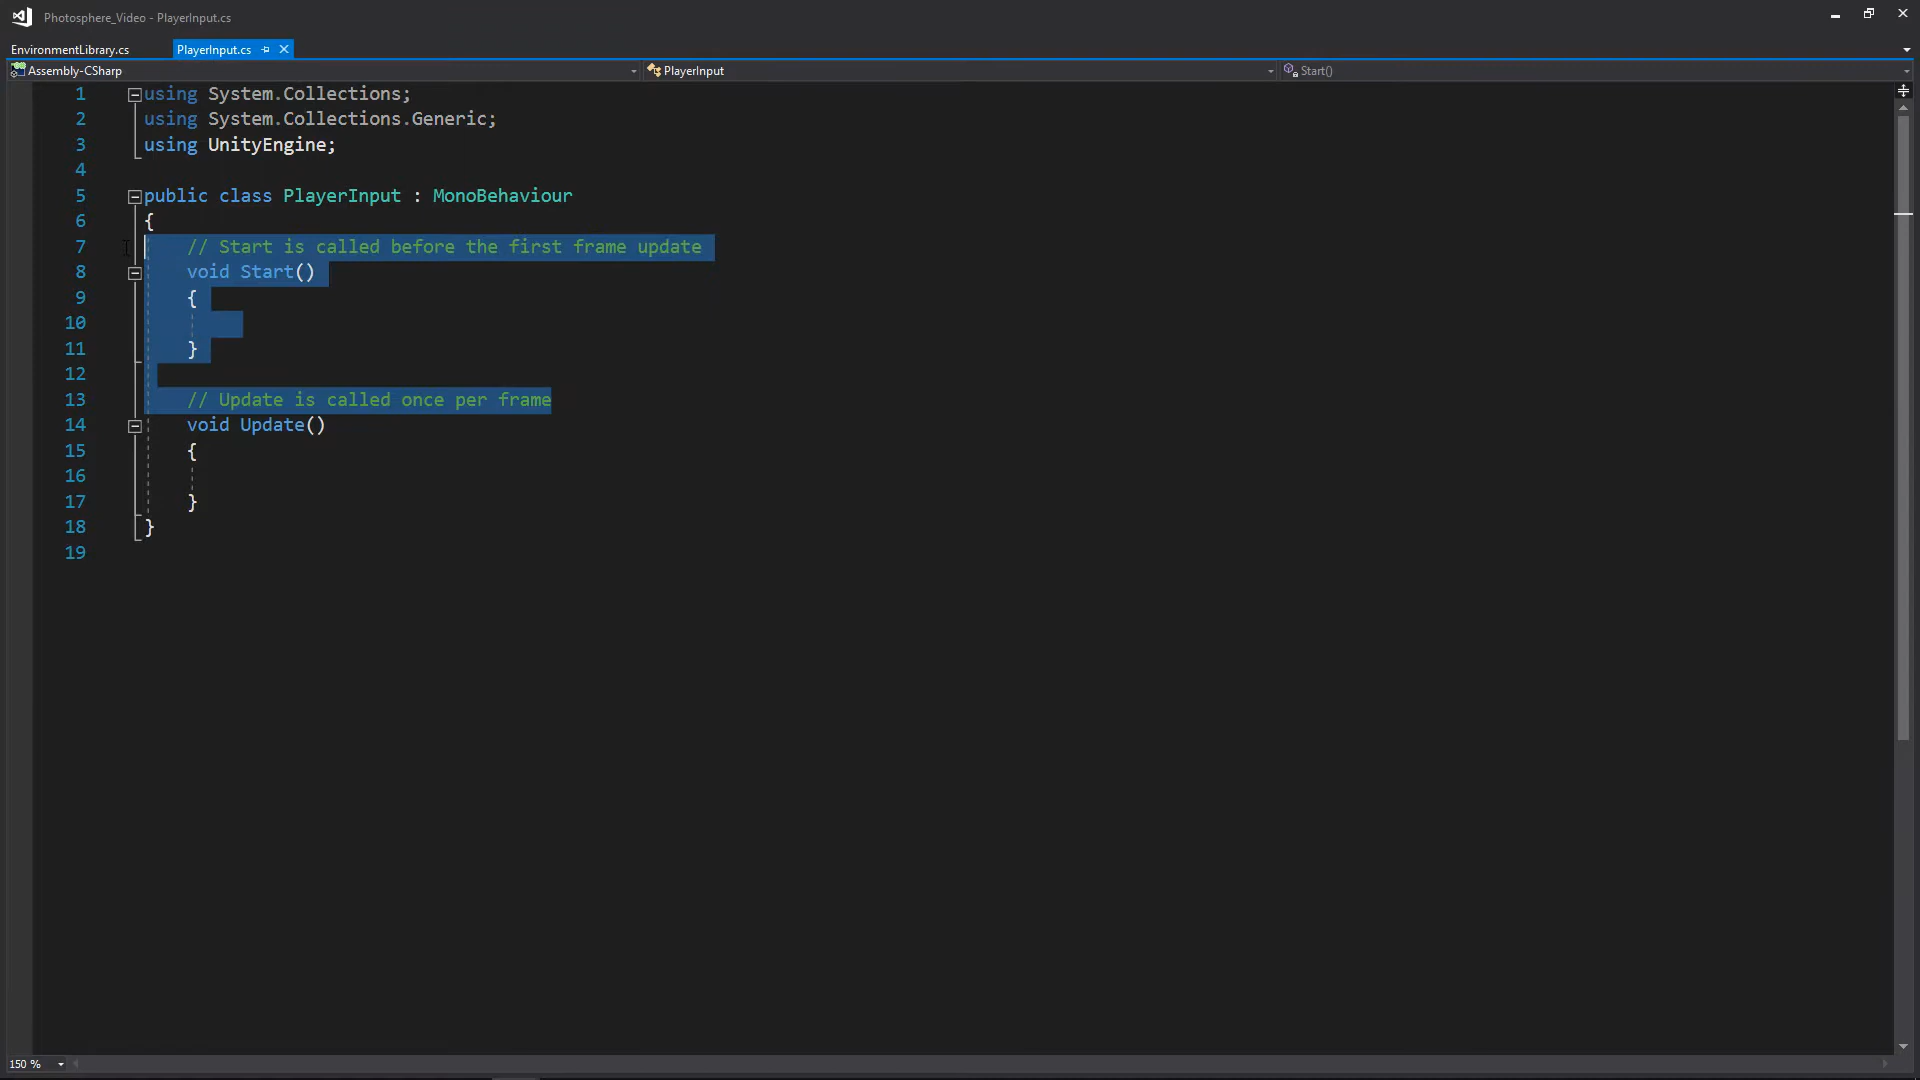 Photosphere_Video - PlayerInput.cs
EnvironmentLibrary.cs PlayerInput.cs
Assembly-CSharp PlayerInput Start()
1 using System.Collections;
2 using System.Collections.Generic;
3 using UnityEngine;
4
5 public class PlayerInput : MonoBehaviour
6 {
7 // Start is called before the first frame update
8 void Start()
9 {
10
11 }
12
13 // Update is called once per frame
14 void Update()
15 {
16
17 }
18 }
19
150 %